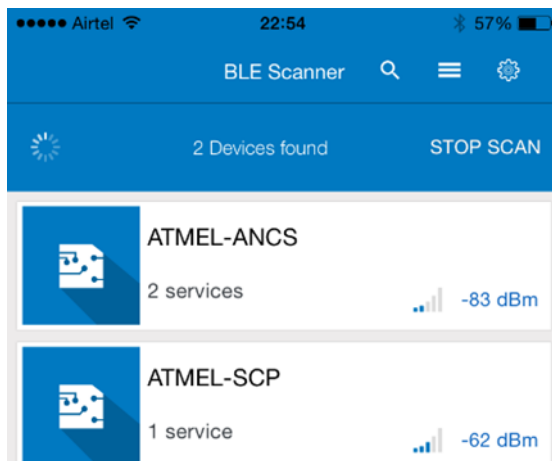 Airtel 22:54 57%
BLE Scanner
2 Devices found STOP SCAN
ATMEL-ANCS
2 services -83 dBm
ATMEL-SCP
1 service -62 dBm